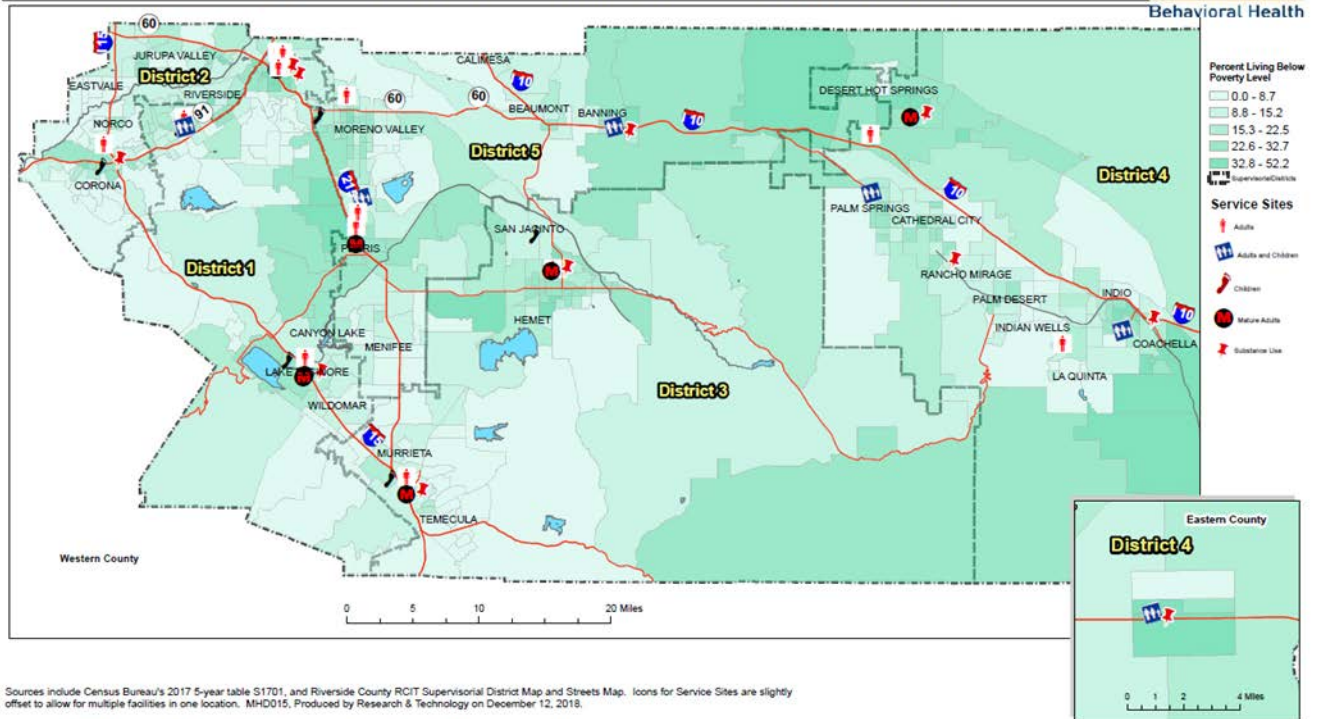 Behavioral Health
60
15
JURUPA VALLEY
District 2
EASTVALE
RIVERSIDE
91
NORCO
CORONA
CALIMESA
10
60
60
BEAUMONT
BANNING
10
MORENO VALLEY
District 5
DESERT HOT SPRINGS
M
District 4
10
PALM SPRINGS
CATHEDRAL CITY
SAN JACINTO
M
District 1
RANCHO MIRAGE
PALM DESERT
INDIO
10
INDIAN WELLS
COACHELLA
HEMET
CANYON LAKE
MENIFEE
M
WILDOMAR
District 3
LA QUINTA
15
MURRIETA
M
TEMECULA
Western County
0 5 10 20 Miles
Percent Living Below
Poverty Level
0.0 - 8.7
8.8 - 15.2
15.3 - 22.5
22.6 - 32.7
32.8 - 52.2
Supervisorial Districts
Service Sites
Adults
Adults and Children
Children
M Mature Adults
Substance Use
Eastern County
District 4
0 1 2 4 Miles
Sources include Census Bureau's 2017 5-year table S1701, and Riverside County RCIT Supervisorial District Map and Streets Map. Icons for Service Sites are slightly
offset to allow for multiple facilities in one location. MHD015, Produced by Research & Technology on December 12, 2018.